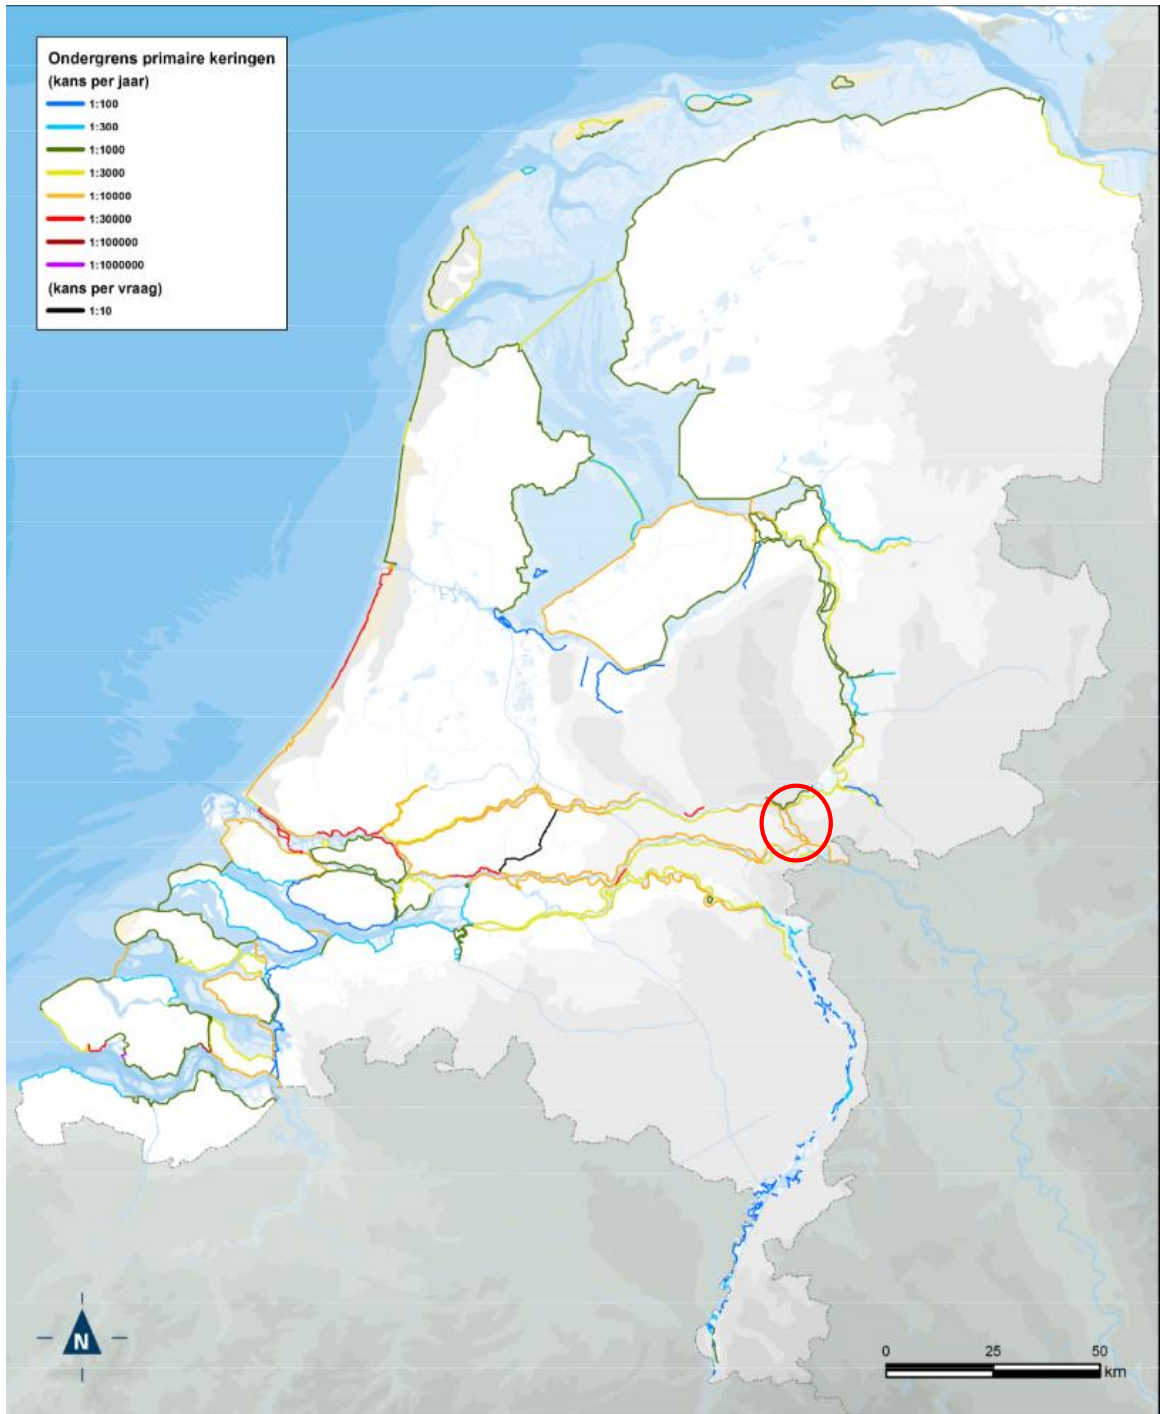 Ondergrens primaire keringen
(kans per jaar)
1:100
1:300
1:1000
1:3000
1:10000
1:30000
1:100000
1:1000000
(kans per vraag)
1:10
N
0 25 50
km